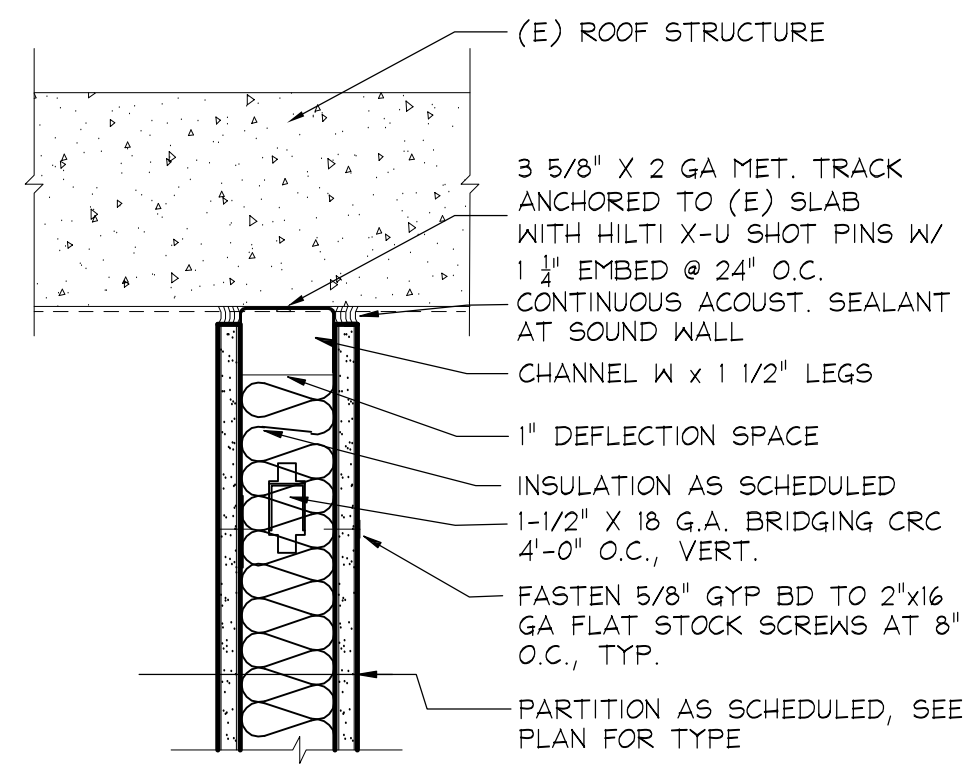 (E) ROOF STRUCTURE
3 5/8" X 2 GA MET. TRACK
ANCHORED TO (E) SLAB
WITH HILTI X-U SHOT PINS W/
1 1/4" EMBED @ 24" O.C.
CONTINUOUS ACOUST. SEALANT
AT SOUND WALL
CHANNEL W x 1 1/2" LEGS
1" DEFLECTION SPACE
INSULATION AS SCHEDULED
1-1/2" X 18 G.A. BRIDGING CRC
4'-0" O.C., VERT.
FASTEN 5/8" GYP BD TO 2"x16
GA FLAT STOCK SCREWS AT 8"
O.C., TYP.
PARTITION AS SCHEDULED, SEE
PLAN FOR TYPE